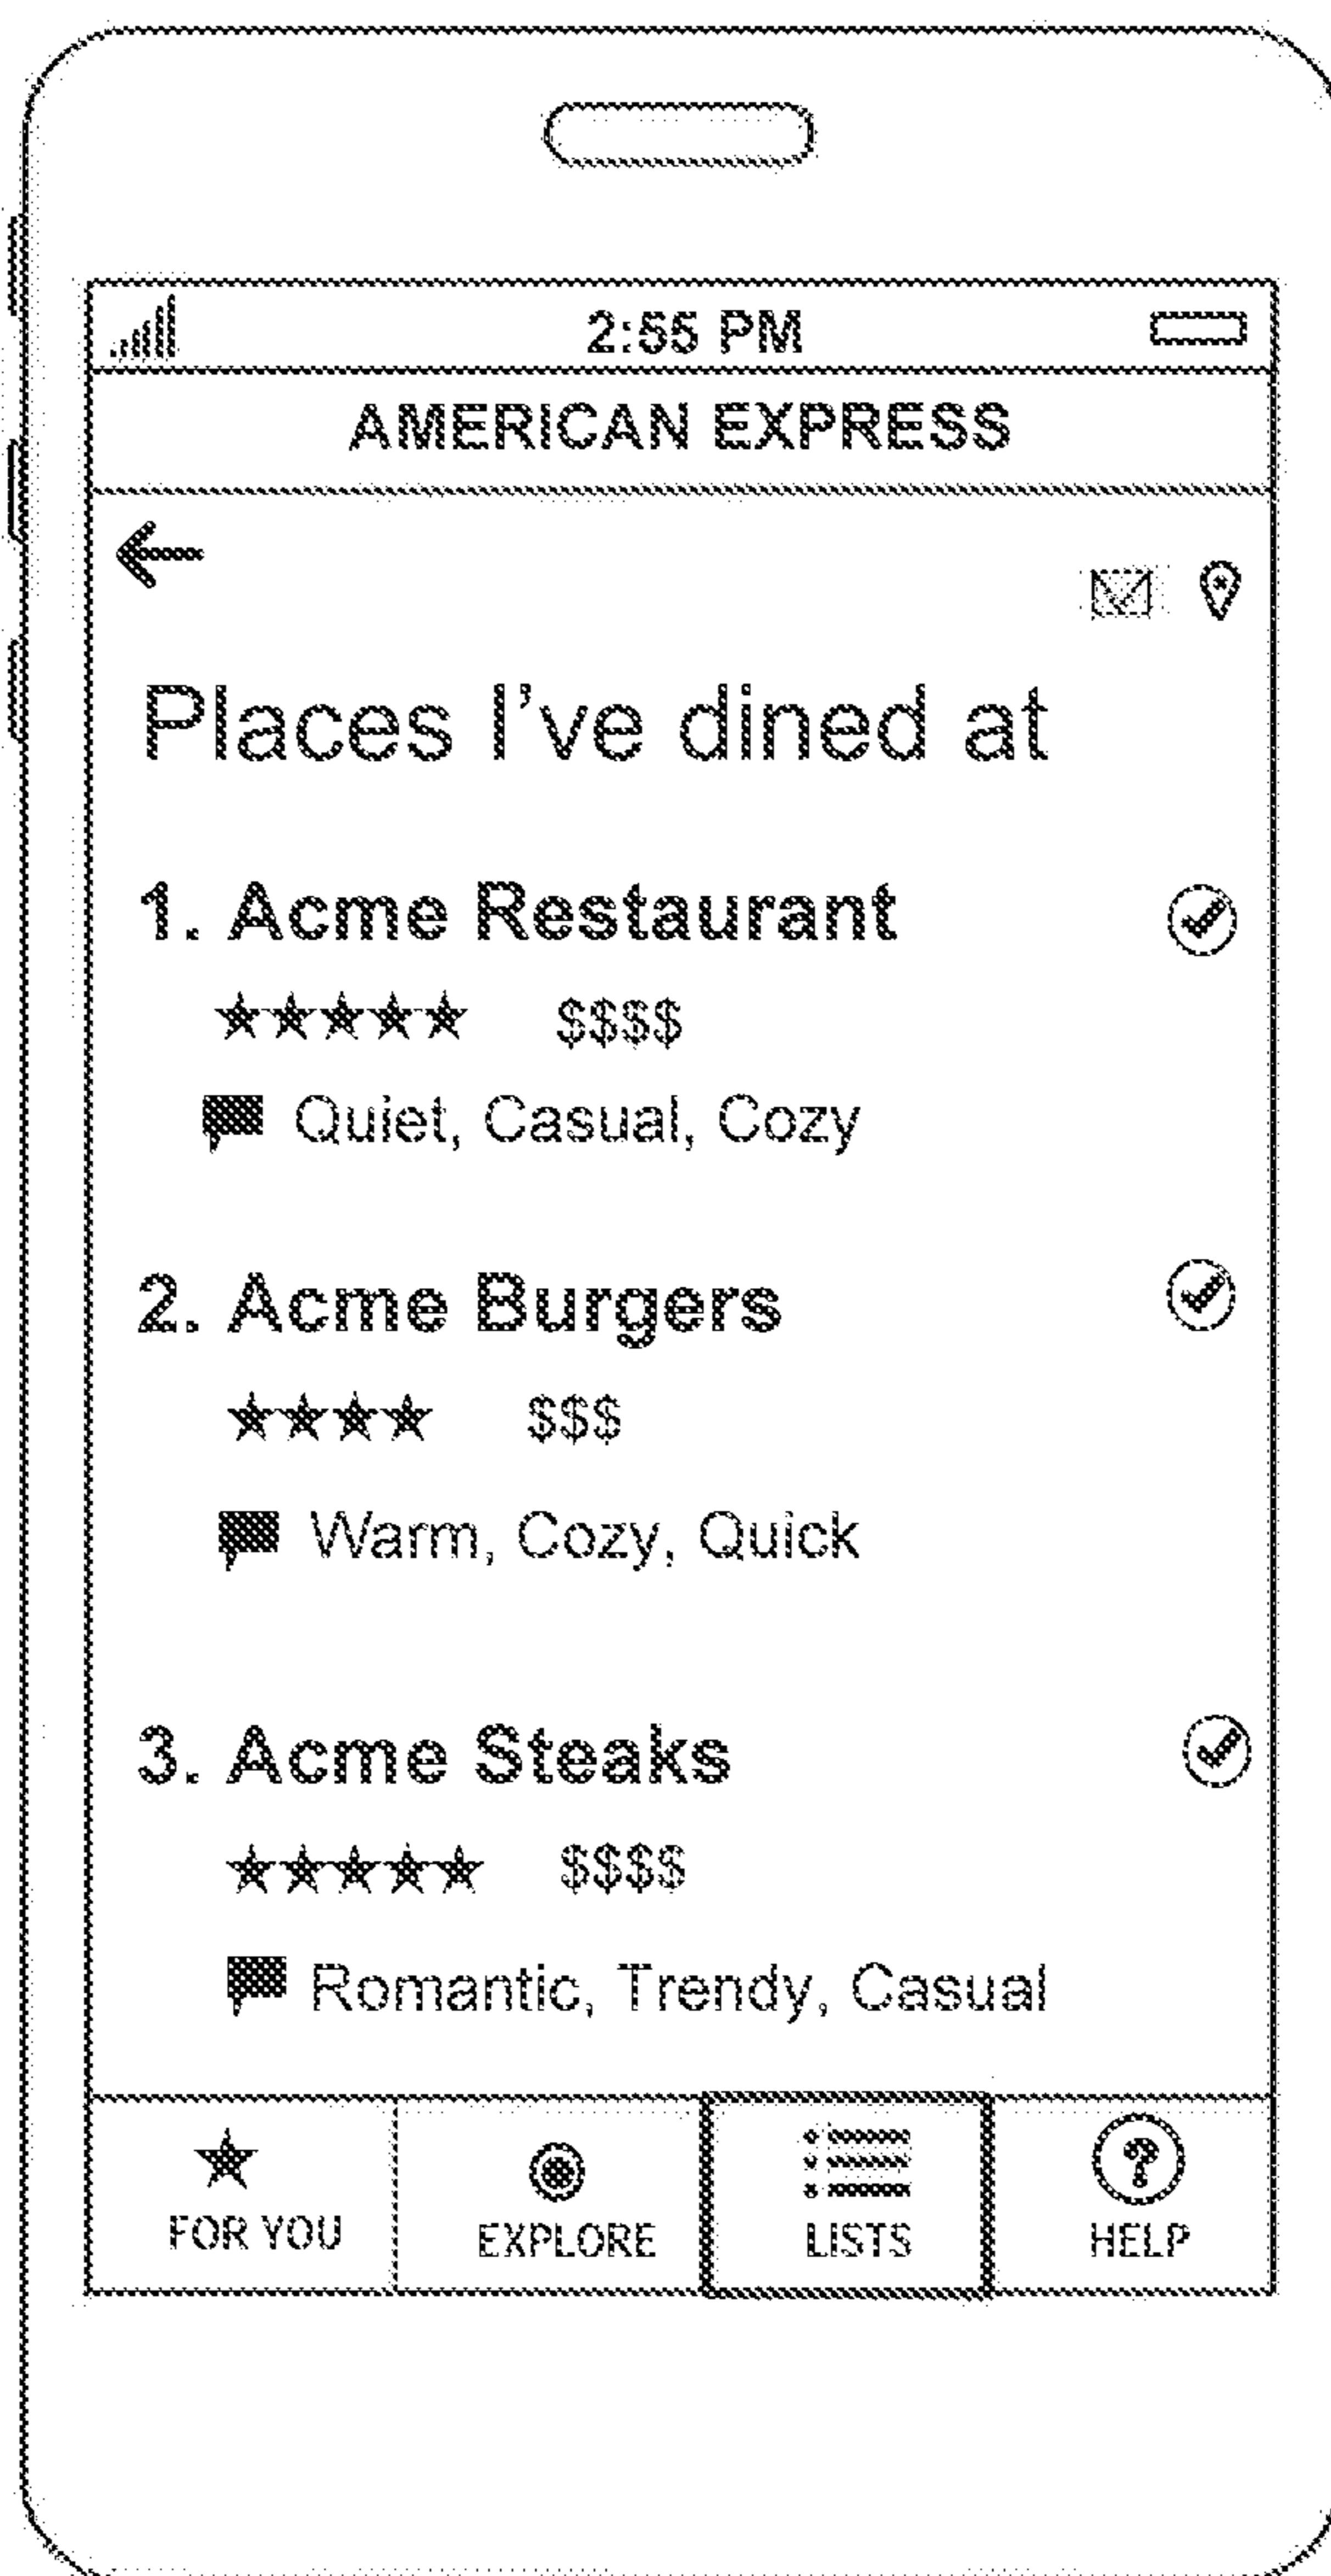 2:55 PM
AMERICAN EXPRESS
Places I've dined at
1. Acme Restaurant
★★★★★ $$$$
Quiet, Casual, Cozy
2. Acme Burgers
★★★★ $$$
Warm, Cozy, Quick
3. Acme Steaks
★★★★★ $$$$
Romantic, Trendy, Casual
FOR YOU EXPLORE LISTS HELP